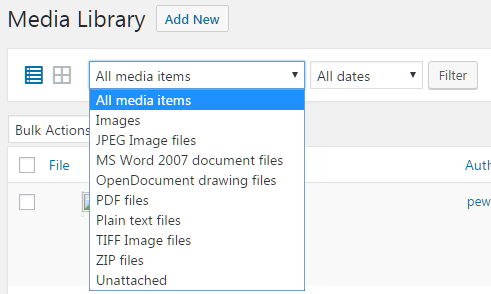 Media Library Add New
All media items All dates Filter
All media items
Images
JPEG Image files
MS Word 2007 document files
OpenDocument drawing files
PDF files
Plain text files
TIFF Image files
ZIP files
Unattached
Bulk Actions
File Auth
pew